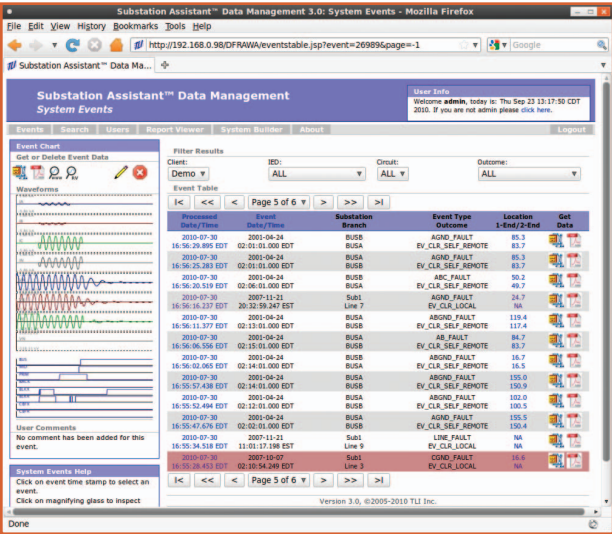 Substation Assistant™ Data Management 3.0: System Events - Mozilla Firefox
File Edit View History Bookmarks Tools Help
http://192.168.0.98/DFRAWA/eventstable.jsp?event=26989&page=-1
Google
Substation Assistant™ Data Ma...
Substation Assistant™ Data Management
System Events
User Info
Welcome admin, today is: Thu Sep 23 13:17:50 CDT
2010. If you are not admin please click here.
Events Search Users Report Viewer System Builder About Logout
Event Chart
Get or Delete Event Data
Waveforms
User Comments
No comment has been added for this
event.
System Events Help
Click on event time stamp to select an
event.
Click on magnifying glass to inspect
Filter Results
Client: IED: Circuit: Outcome:
Demo ALL ALL ALL
Event Table
|< << < Page 5 of 6 > >> >|
Processed Event Substation Event Type Location Get
Date/Time Date/Time Branch Outcome 1-End/2-End Data
2010-07-30 2001-04-24 BUSB AGND_FAULT 85.3
16:56:29.895 EDT 02:01:01.000 EDT BUSA EV_CLR_SELF_REMOTE 83.7
2010-07-30 2001-04-24 BUSA AGND_FAULT 85.3
16:56:25.283 EDT 02:01:01.000 EDT BUSB EV_CLR_SELF_REMOTE 83.7
2010-07-30 2001-04-24 BUSB ABC_FAULT 50.2
16:56:20.519 EDT 02:06:01.000 EDT BUSA EV_CLR_SELF_REMOTE 49.7
2010-07-30 2007-11-21 Sub1 AGND_FAULT 24.7
16:56:16.237 EDT 20:32:59.247 EST Line 7 EV_CLR_LOCAL NA
2010-07-30 2001-04-24 BUSA ABGND_FAULT 119.4
16:56:11.377 EDT 02:13:01.000 EDT BUSB EV_CLR_SELF_REMOTE 117.4
2010-07-30 2001-04-24 BUSA AB_FAULT 84.7
16:56:06.556 EDT 02:15:01.000 EDT BUSB EV_CLR_SELF_REMOTE 83.7
2010-07-30 2001-04-24 BUSB ABGND_FAULT 16.7
16:56:02.065 EDT 02:14:01.000 EDT BUSA EV_CLR_SELF_REMOTE 16.5
2010-07-30 2001-04-24 BUSA ABGND_FAULT 155.0
16:55:57.438 EDT 02:14:01.000 EDT BUSB EV_CLR_SELF_REMOTE 150.9
2010-07-30 2001-04-24 BUSA ABGND_FAULT 102.0
16:55:52.494 EDT 02:12:01.000 EDT BUSB EV_CLR_SELF_REMOTE 100.5
2010-07-30 2001-04-24 BUSA AGND_FAULT 155.5
16:55:47.676 EDT 02:02:01.000 EDT BUSB EV_CLR_SELF_REMOTE 150.4
2010-07-30 2007-11-21 Sub1 LINE_FAULT NA
16:55:34.518 EDT 11:01:17.198 EST Line 9 EV_CLR_LOCAL NA
2010-07-30 2007-10-07 Sub1 CGND_FAULT 16.6
16:55:28.453 EDT 02:10:54.249 EDT Line 3 EV_CLR_LOCAL NA
|< << < Page 5 of 6 > >> >|
Version 3.0, ©2005-2010 TLI Inc.
Done